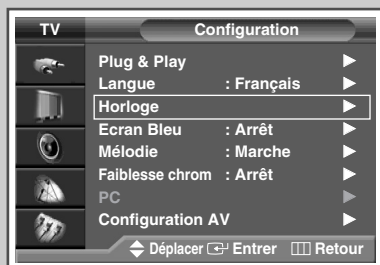 TV Configuration
Plug & Play
Langue : Français
Horloge
Ecran Bleu : Arrêt
Mélodie : Marche
Faiblesse chrom : Arrêt
PC
Configuration AV
Déplacer Entrer Retour